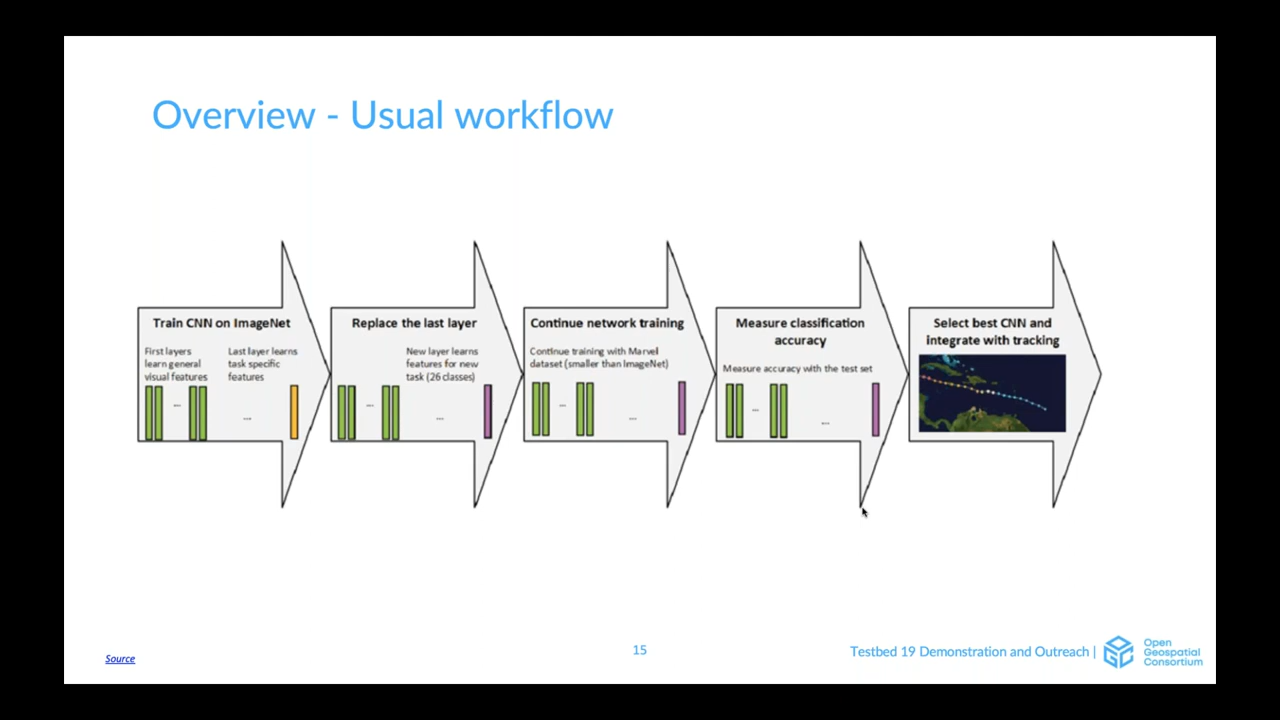 Overview - Usual workflow
Train CNN on ImageNet
First layers
learn general
visual features
Last layer learns
task specific
features
...
...
Replace the last layer
New layer learns
features for new
task (26 classes)
...
...
Continue network training
Continue training with Marvel
dataset (smaller than ImageNet)
...
...
Measure classification
accuracy
Measure accuracy with the test set
...
...
Select best CNN and
integrate with tracking
Source
15
Testbed 19 Demonstration and Outreach |
Open
Geospatial
Consortium